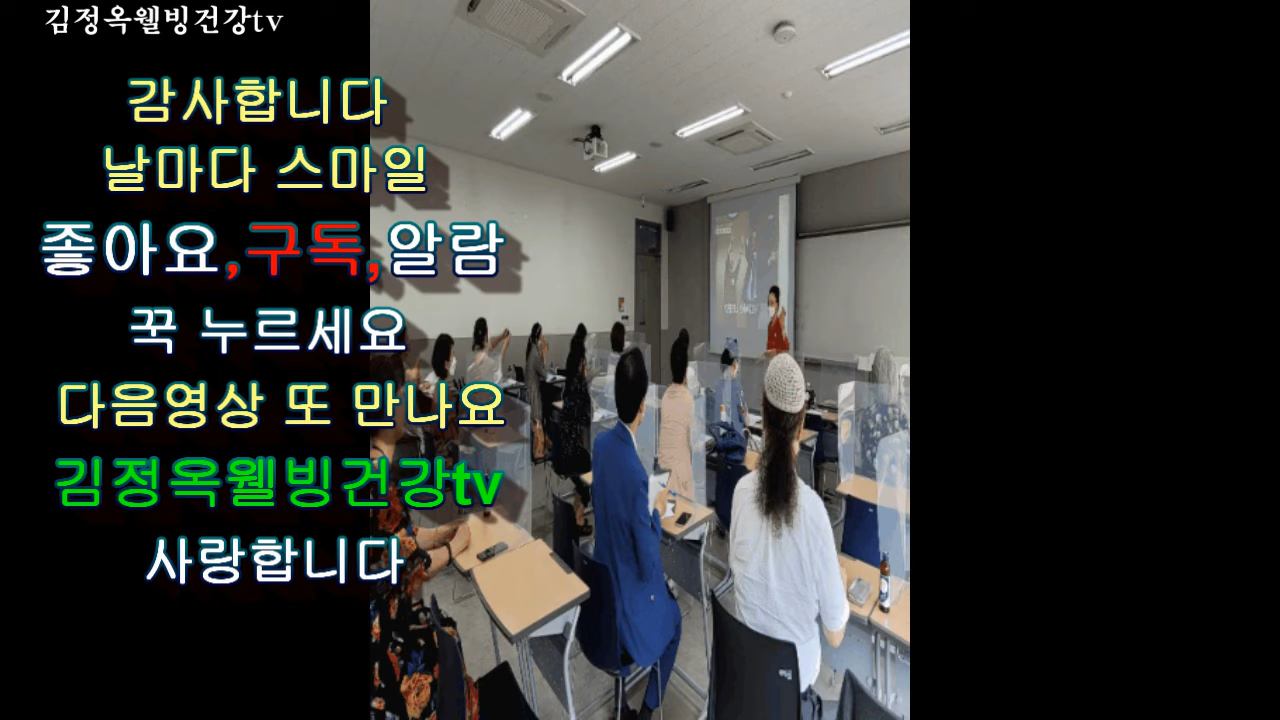 김정옥웰빙건강tv
감사합니다
날마다 스마일
좋아요,구독,알람
꾹 누르세요
다음영상 또 만나요
김정옥웰빙건강tv
사랑합니다